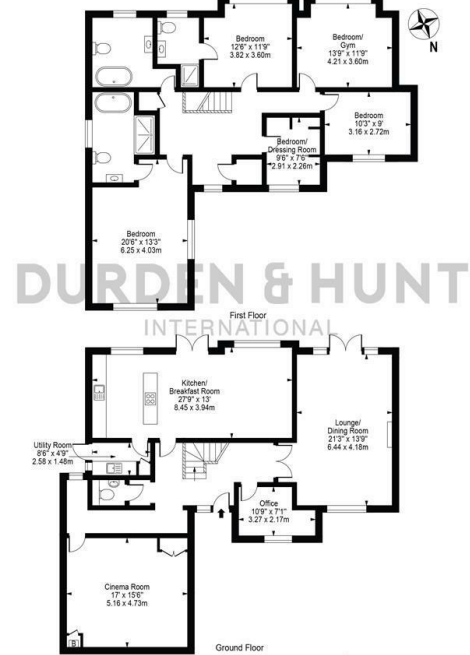 Bedroom
12'6" x 11'9"
3.82 x 3.60m
Bedroom/
Gym
13'9" x 11'9"
4.21 x 3.60m
N
Bedroom
10'3" x 9'
3.16 x 2.72m
Bedroom/
Dressing Room
9'6" x 7'6"
2.91 x 2.26m
Bedroom
20'6" x 13'3"
6.25 x 4.03m
DURDEN & HUNT
INTERNATIONAL
First Floor
Kitchen/
Breakfast Room
27'9" x 13'
8.45 x 3.94m
Lounge/
Dining Room
21'3" x 13'9"
6.44 x 4.18m
Utility Room
8'6" x 4'9"
2.58 x 1.48m
Office
10'9" x 7'1"
3.27 x 2.17m
Cinema Room
17' x 15'6"
5.16 x 4.73m
Ground Floor